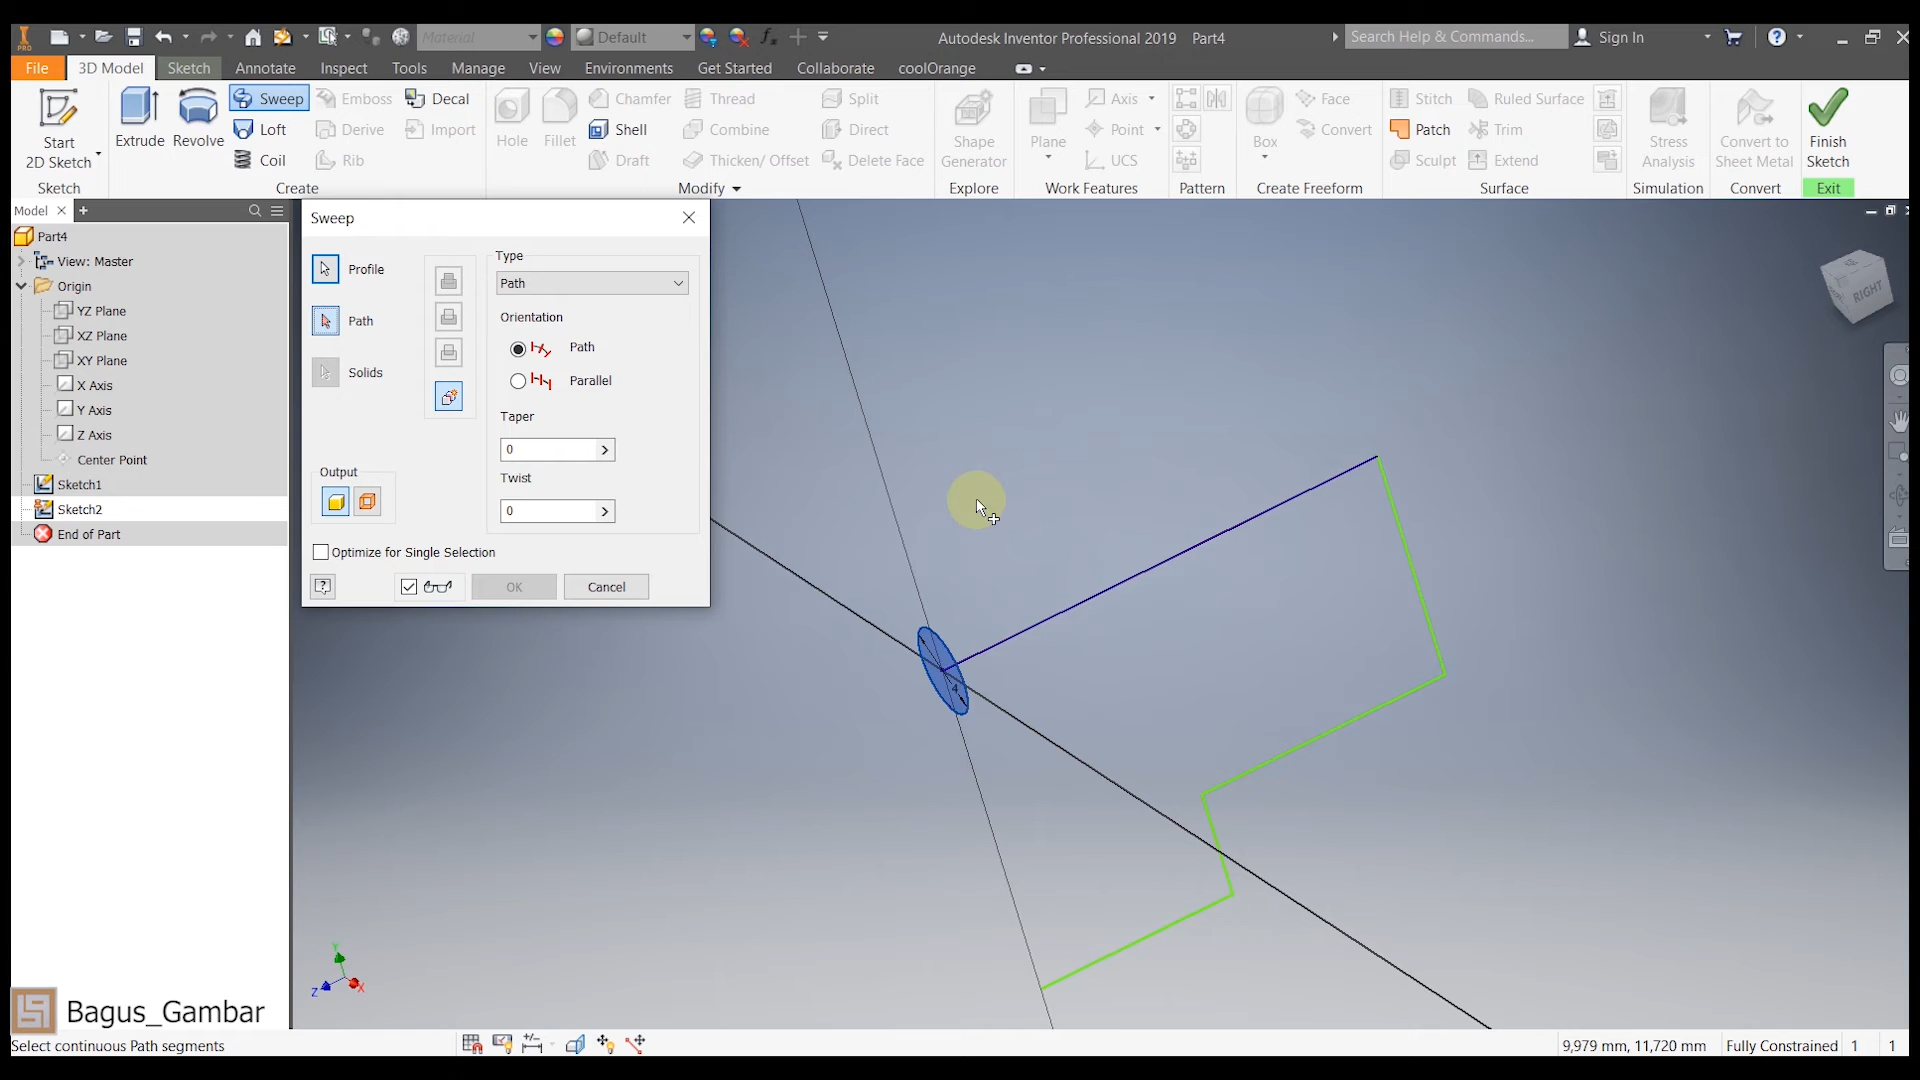 PRO
Material
Default
Autodesk Inventor Professional 2019 Part4
Search Help & Commands...
Sign In
File
3D Model
Sketch
Annotate
Inspect
Tools
Manage
View
Environments
Get Started
Collaborate
coolOrange
Start
2D Sketch
Sketch
Extrude
Revolve
Sweep
Loft
Coil
Emboss
Derive
Rib
Decal
Import
Create
Hole
Fillet
Chamfer
Shell
Draft
Thread
Combine
Thicken/ Offset
Split
Direct
Delete Face
Modify
Shape
Generator
Explore
Plane
Axis
Point
UCS
Work Features
Pattern
Box
Face
Convert
Create Freeform
Stitch
Patch
Sculpt
Ruled Surface
Trim
Extend
Surface
Stress
Analysis
Simulation
Convert to
Sheet Metal
Convert
Finish
Sketch
Exit
Model
Part4
View: Master
Origin
YZ Plane
XZ Plane
XY Plane
X Axis
Y Axis
Z Axis
Center Point
Sketch1
Sketch2
End of Part
Sweep
Profile
Path
Solids
Output
Type
Path
Orientation
Path
Parallel
Taper
0
Twist
0
Optimize for Single Selection
OK
Cancel
RIGHT
4
Y
Z
X
Bagus_Gambar
Select continuous Path segments
9,979 mm, 11,720 mm
Fully Constrained
1
1